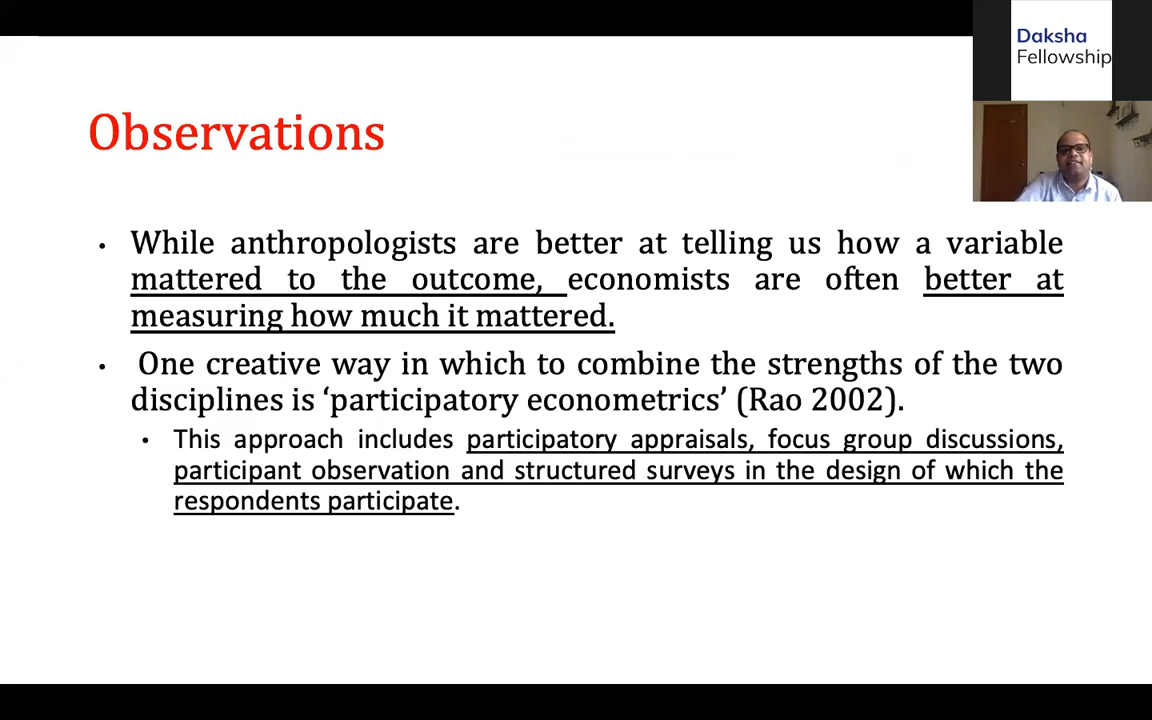 Daksha
Fellowship
Observations
• While anthropologists are better at telling us how a variable
mattered to the outcome, economists are often better at
measuring how much it mattered.
• One creative way in which to combine the strengths of the two
disciplines is ‘participatory econometrics’ (Rao 2002).
• This approach includes participatory appraisals, focus group discussions,
participant observation and structured surveys in the design of which the
respondents participate.